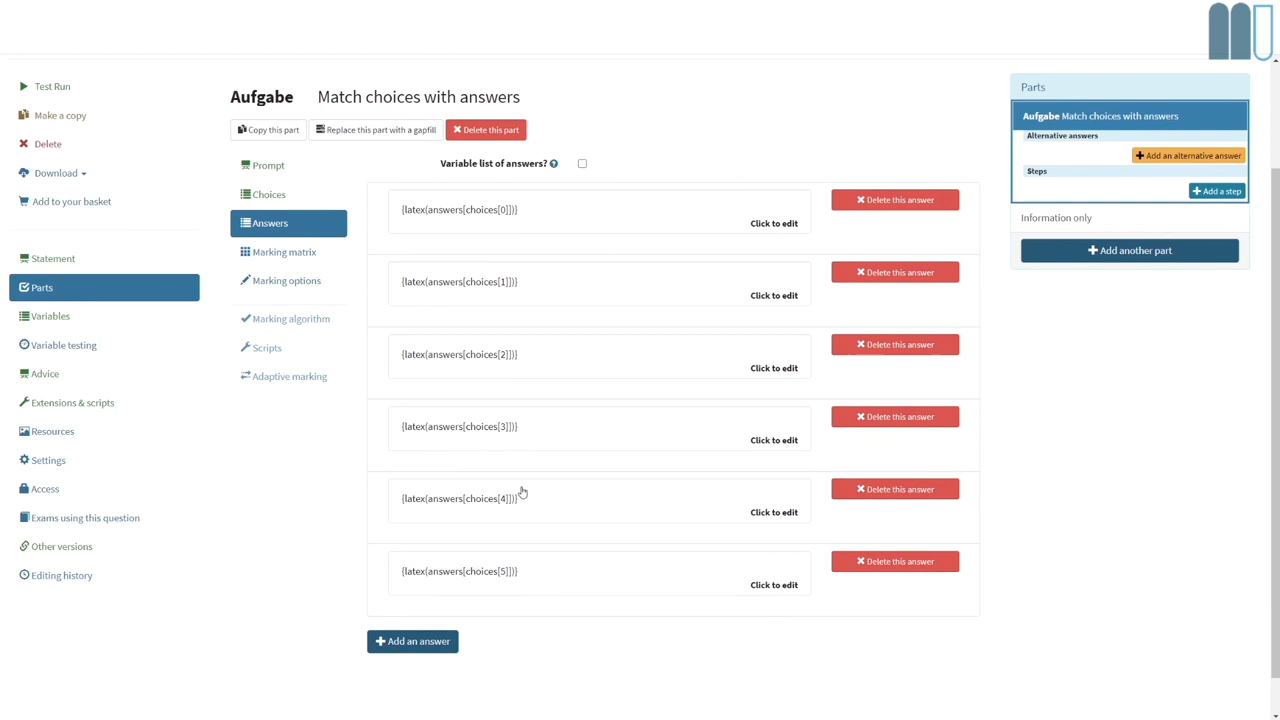 Test Run
Make a copy
Delete
Download
Add to your basket
Statement
Parts
Variables
Variable testing
Advice
Extensions & scripts
Resources
Settings
Access
Exams using this question
Other versions
Editing history
Aufgabe Match choices with answers
Copy this part
Replace this part with a gapfill
Delete this part
Prompt
Choices
Answers
Marking matrix
Marking options
Marking algorithm
Scripts
Adaptive marking
Variable list of answers?
{latex(answers[choices[0]])}
Click to edit
Delete this answer
{latex(answers[choices[1]])}
Click to edit
Delete this answer
{latex(answers[choices[2]])}
Click to edit
Delete this answer
{latex(answers[choices[3]])}
Click to edit
Delete this answer
{latex(answers[choices[4]])}
Click to edit
Delete this answer
{latex(answers[choices[5]])}
Click to edit
Delete this answer
Add an answer
Parts
Aufgabe Match choices with answers
Alternative answers
Add an alternative answer
Steps
Add a step
Information only
Add another part